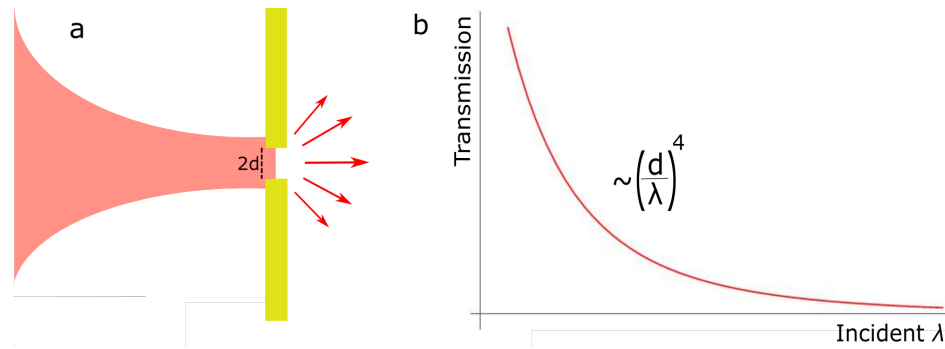 a
2d
b
Transmission
~(d/λ)^4
Incident λ